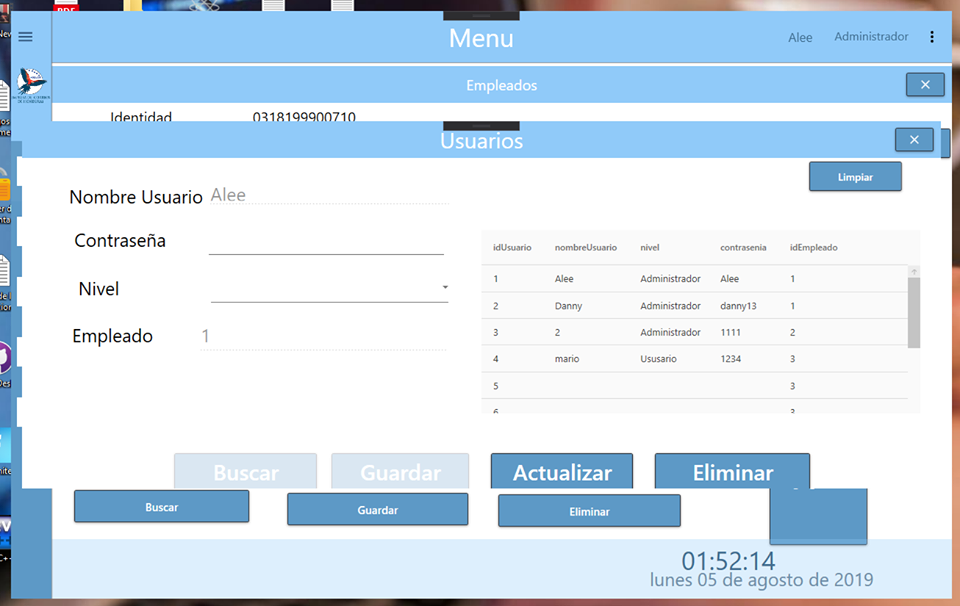 PDF
Menu
Alee
Administrador
Empleados
Identidad 0318199900710
Usuarios
Limpiar
Nombre Usuario Alee
Contraseña
Nivel
Empleado 1
idUsuario nombreUsuario nivel contrasenia idEmpleado
1 Alee Administrador Alee 1
2 Danny Administrador danny13 1
3 2 Administrador 1111 2
4 mario Ususario 1234 3
5 3
6 3
Buscar Guardar Actualizar Eliminar
Buscar Guardar Eliminar
01:52:14
lunes 05 de agosto de 2019